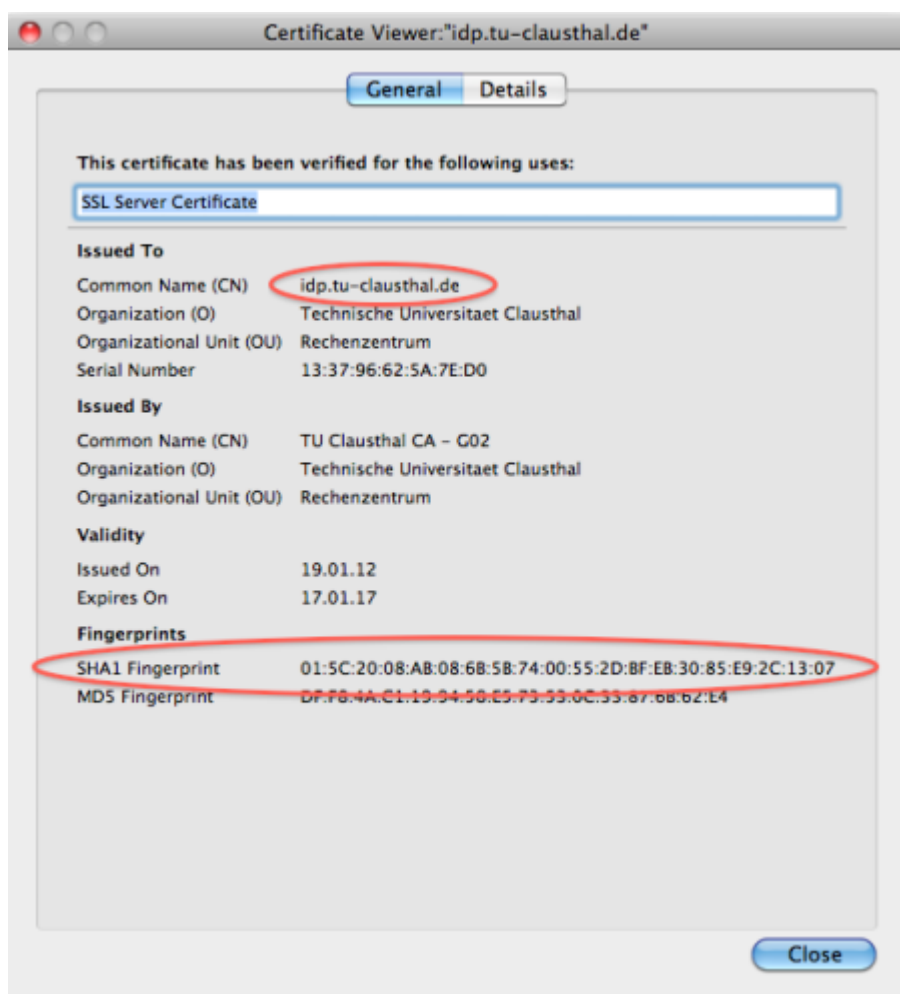 Certificate Viewer:"idp.tu-clausthal.de"
General Details
This certificate has been verified for the following uses:
SSL Server Certificate
Issued To
Common Name (CN) idp.tu-clausthal.de
Organization (O) Technische Universitaet Clausthal
Organizational Unit (OU) Rechenzentrum
Serial Number 13:37:96:62:5A:7E:D0
Issued By
Common Name (CN) TU Clausthal CA - G02
Organization (O) Technische Universitaet Clausthal
Organizational Unit (OU) Rechenzentrum
Validity
Issued On 19.01.12
Expires On 17.01.17
Fingerprints
SHA1 Fingerprint 01:5C:20:08:AB:08:6B:5B:74:00:55:2D:BF:EB:30:85:E9:2C:13:07
MD5 Fingerprint
Close